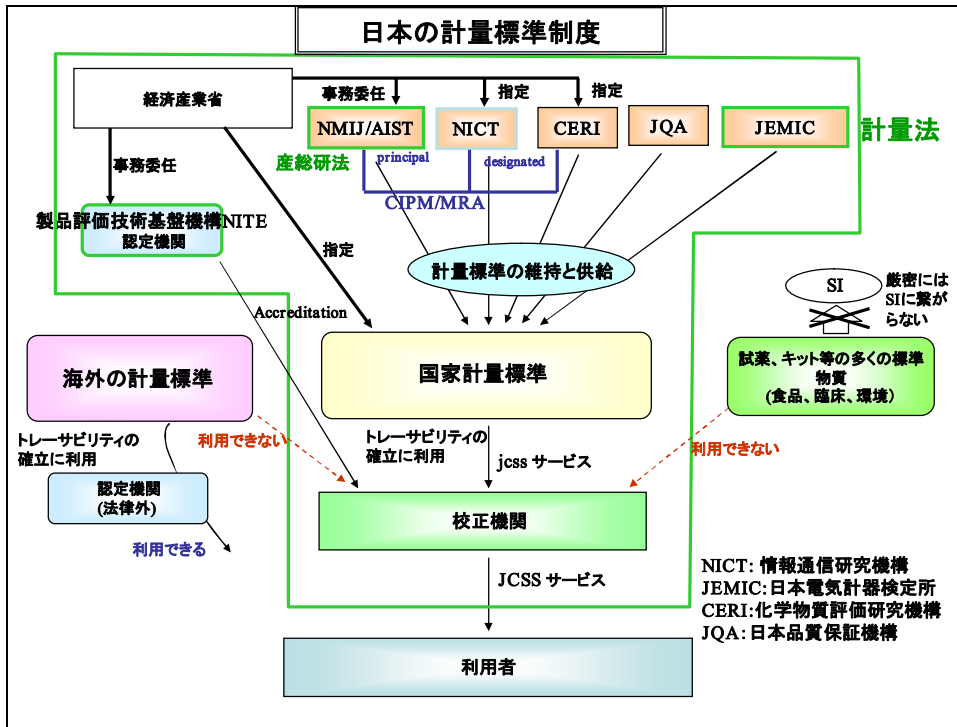 日本の計量標準制度
経済産業省
事務委任
指定
指定
NMIJ/AIST
NICT
CERI
JQA
JEMIC
計量法
産総研法
principal
designated
CIPM/MRA
事務委任
製品評価技術基盤機構NITE
認定機関
指定
計量標準の維持と供給
SI
厳密には
SIに繋が
らない
Accreditation
海外の計量標準
国家計量標準
試薬、キット等の多くの標準
物質
(食品、臨床、環境)
トレーサビリティの
確立に利用
利用できない
トレーサビリティの
確立に利用
jcss サービス
利用できない
認定機関
(法律外)
利用できる
校正機関
JCSS サービス
NICT: 情報通信研究機構
JEMIC:日本電気計器検定所
CERI:化学物質評価研究機構
JQA:日本品質保証機構
利用者